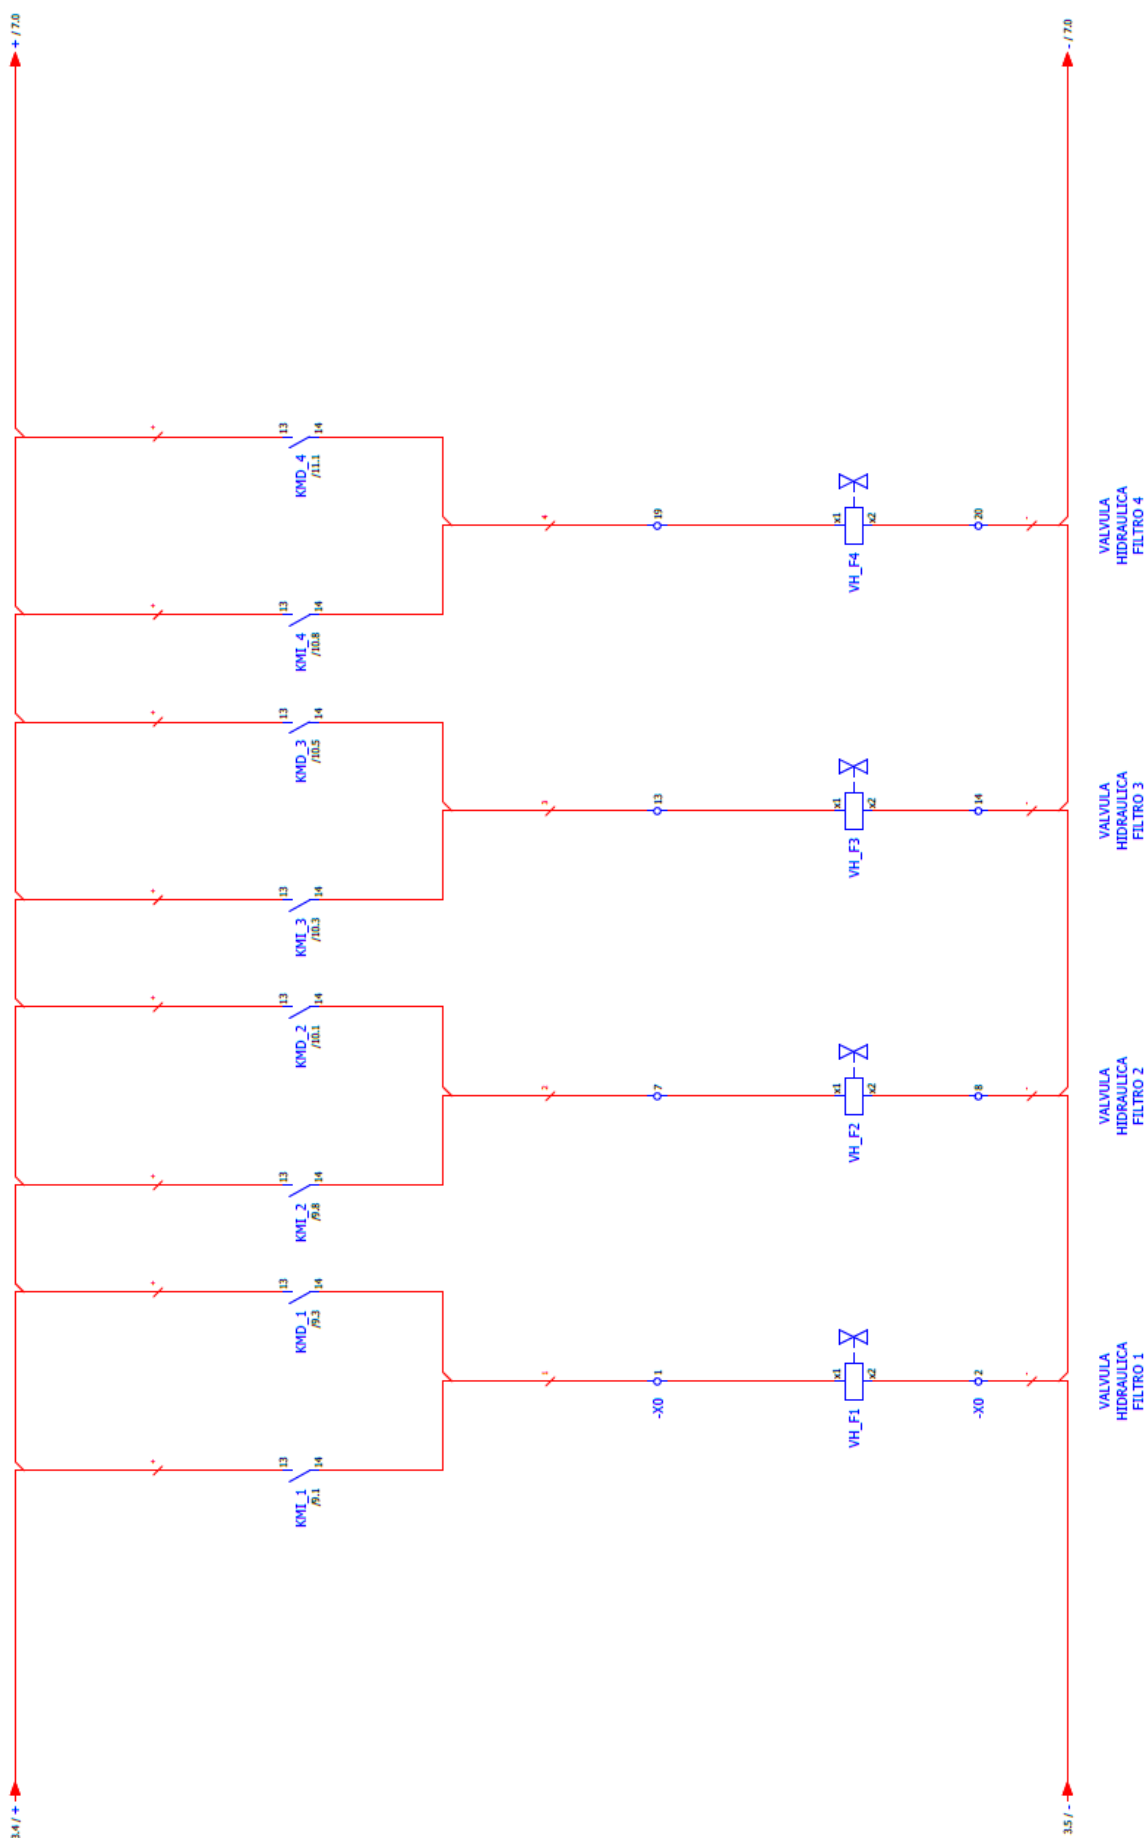 3.4 / +
+ / 7.0
+
+
+
+
+
+
+
+
13
13
13
13
13
13
13
13
KMI_1
/9.1
KMD_1
/9.3
KMI_2
/9.8
KMD_2
/10.1
KMI_3
/10.3
KMD_3
/10.5
KMI_4
/10.8
KMD_4
/11.1
14
14
14
14
14
14
14
14
1
2
3
4
-X0
1
7
13
19
x1
x1
x1
x1
VH_F1
VH_F2
VH_F3
VH_F4
x2
x2
x2
x2
-X0
2
8
14
20
-
-
-
-
3.5 / -
- / 7.0
VALVULA
HIDRAULICA
FILTRO 1
VALVULA
HIDRAULICA
FILTRO 2
VALVULA
HIDRAULICA
FILTRO 3
VALVULA
HIDRAULICA
FILTRO 4